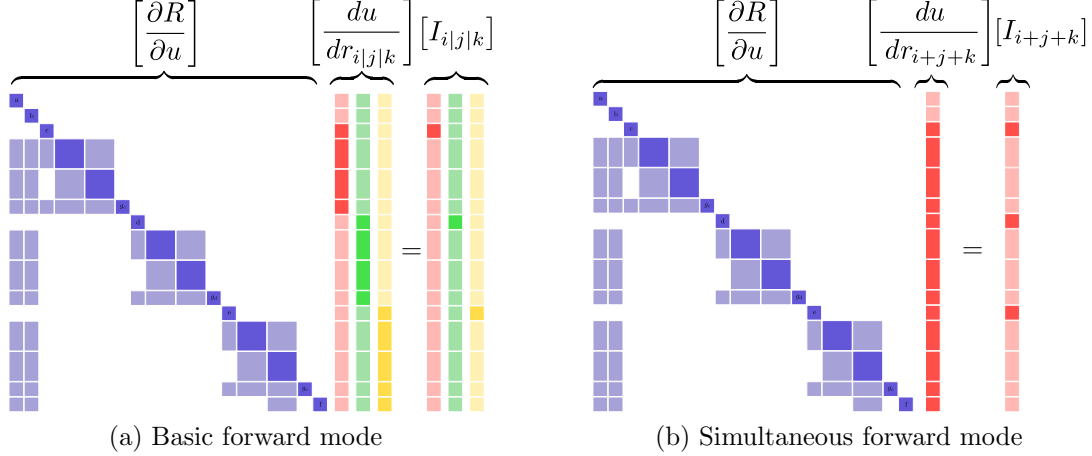 [∂R/∂u] [du/dr_{i|j|k}] [I_{i|j|k}]
[∂R/∂u] [du/dr_{i+j+k}] [I_{i+j+k}]
a
b
c
g
d
=
g
e
g
f
a
b
c
g
d
=
g
e
g
f
(a) Basic forward mode
(b) Simultaneous forward mode